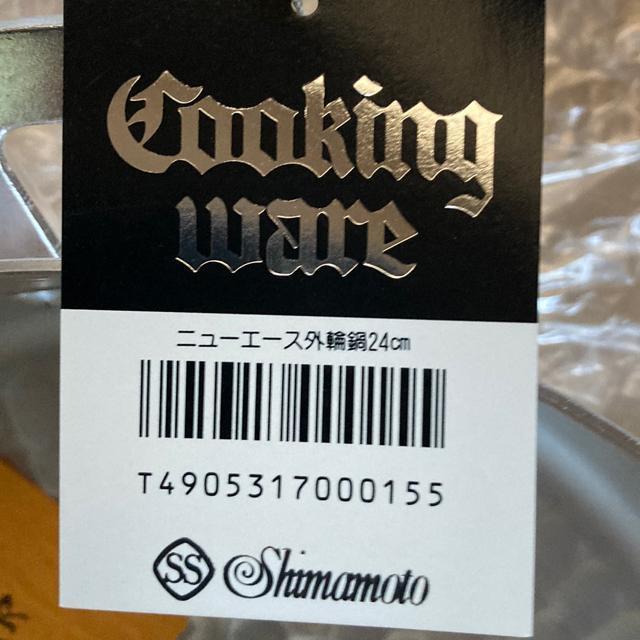 Cooking
ware
ニューエース外輪鍋24cm
T4905317000155
SS Shimamoto